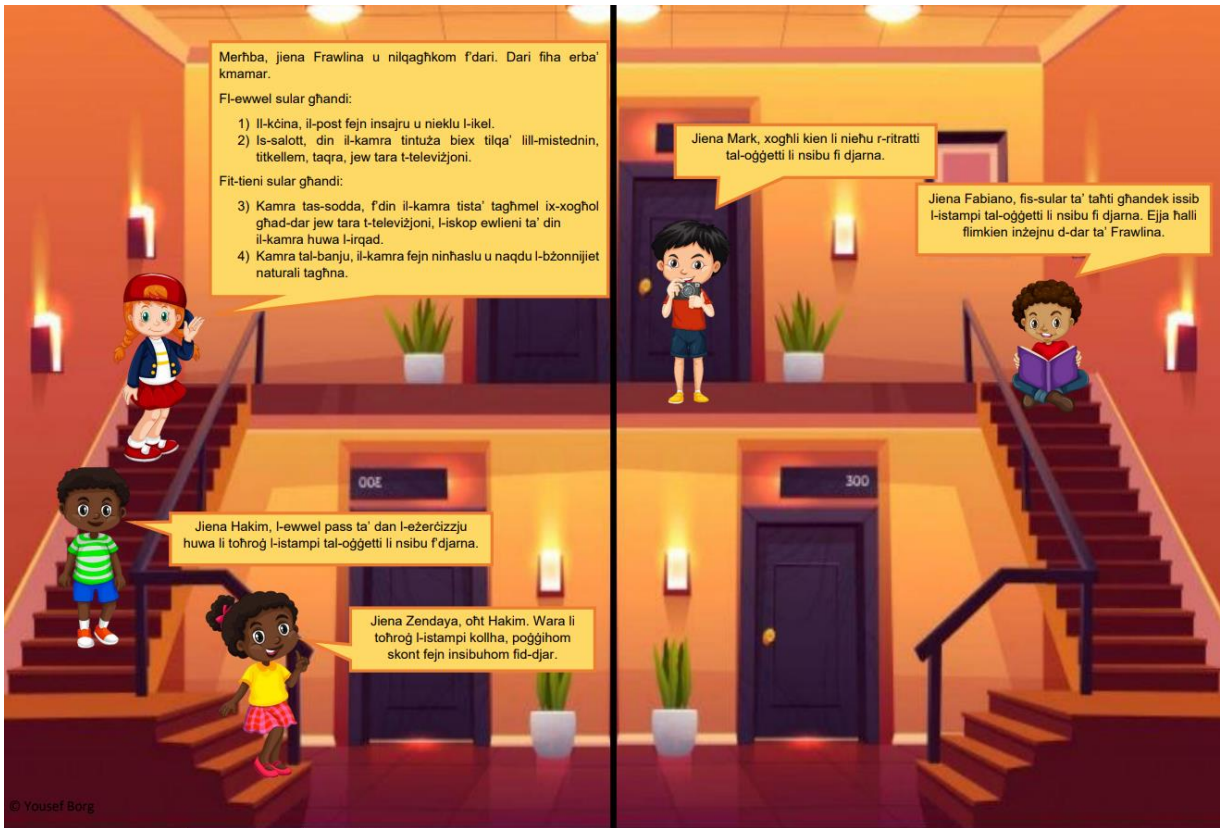 Merħba, jiena Frawlina u nilqagħkom f'dari. Dari fiha erba'
kmamar.
Fl-ewwel sular għandi:
1) Il-kċina, il-post fejn insajru u nieklu l-ikel.
2) Is-salott, din il-kamra tintuża biex tilqa' lill-mistednin,
titkellem, taqra, jew tara t-televiżjoni.
Fit-tieni sular għandi:
3) Kamra tas-sodda, f'din il-kamra tista' tagħmel ix-xogħol
għad-dar jew tara t-televiżjoni, l-iskop ewlieni ta' din
il-kamra huwa l-irqad.
4) Kamra tal-banju, il-kamra fejn ninħaslu u naqdu l-bżonnijiet
naturali tagħna.
Jiena Mark, xogħli kien li nieħu r-ritratti
tal-oġġetti li nsibu fi djarna.
Jiena Fabiano, fis-sular ta' taħti għandek issib
l-istampi tal-oġġetti li nsibu fi djarna. Ejja ħalli
flimkien inżejnu d-dar ta' Frawlina.
300
300
Jiena Hakim, l-ewwel pass ta' dan l-eżerċizzju
huwa li toħroġ l-istampi tal-oġġetti li nsibu f'djarna.
Jiena Zendaya, oħt Hakim. Wara li
toħroġ l-istampi kollha, poġġihom
skont fejn insibuhom fid-djar.
© Yousef Borg